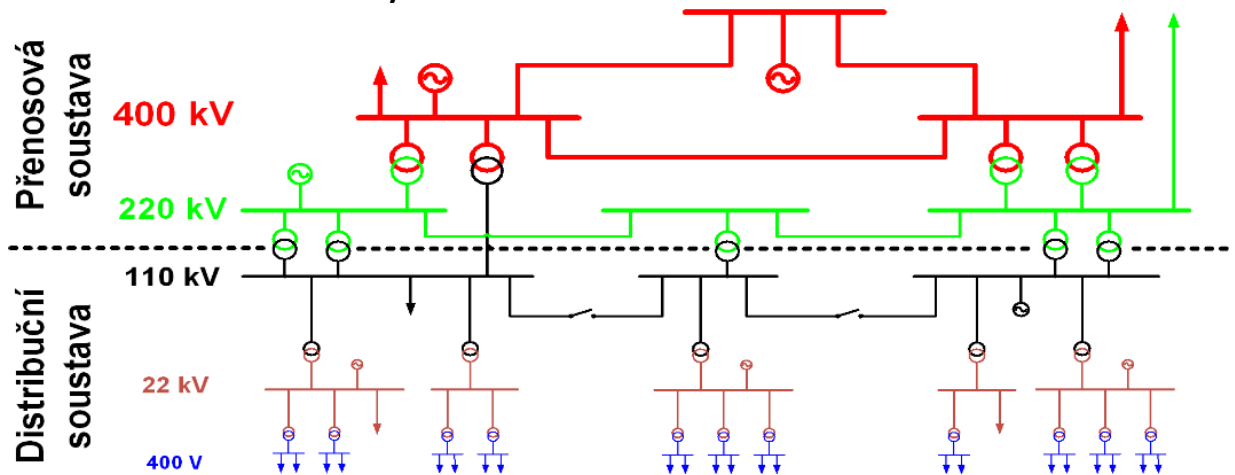 Přenosová
soustava
400 kV
220 kV
110 kV
Distribuční
soustava
22 kV
400 V